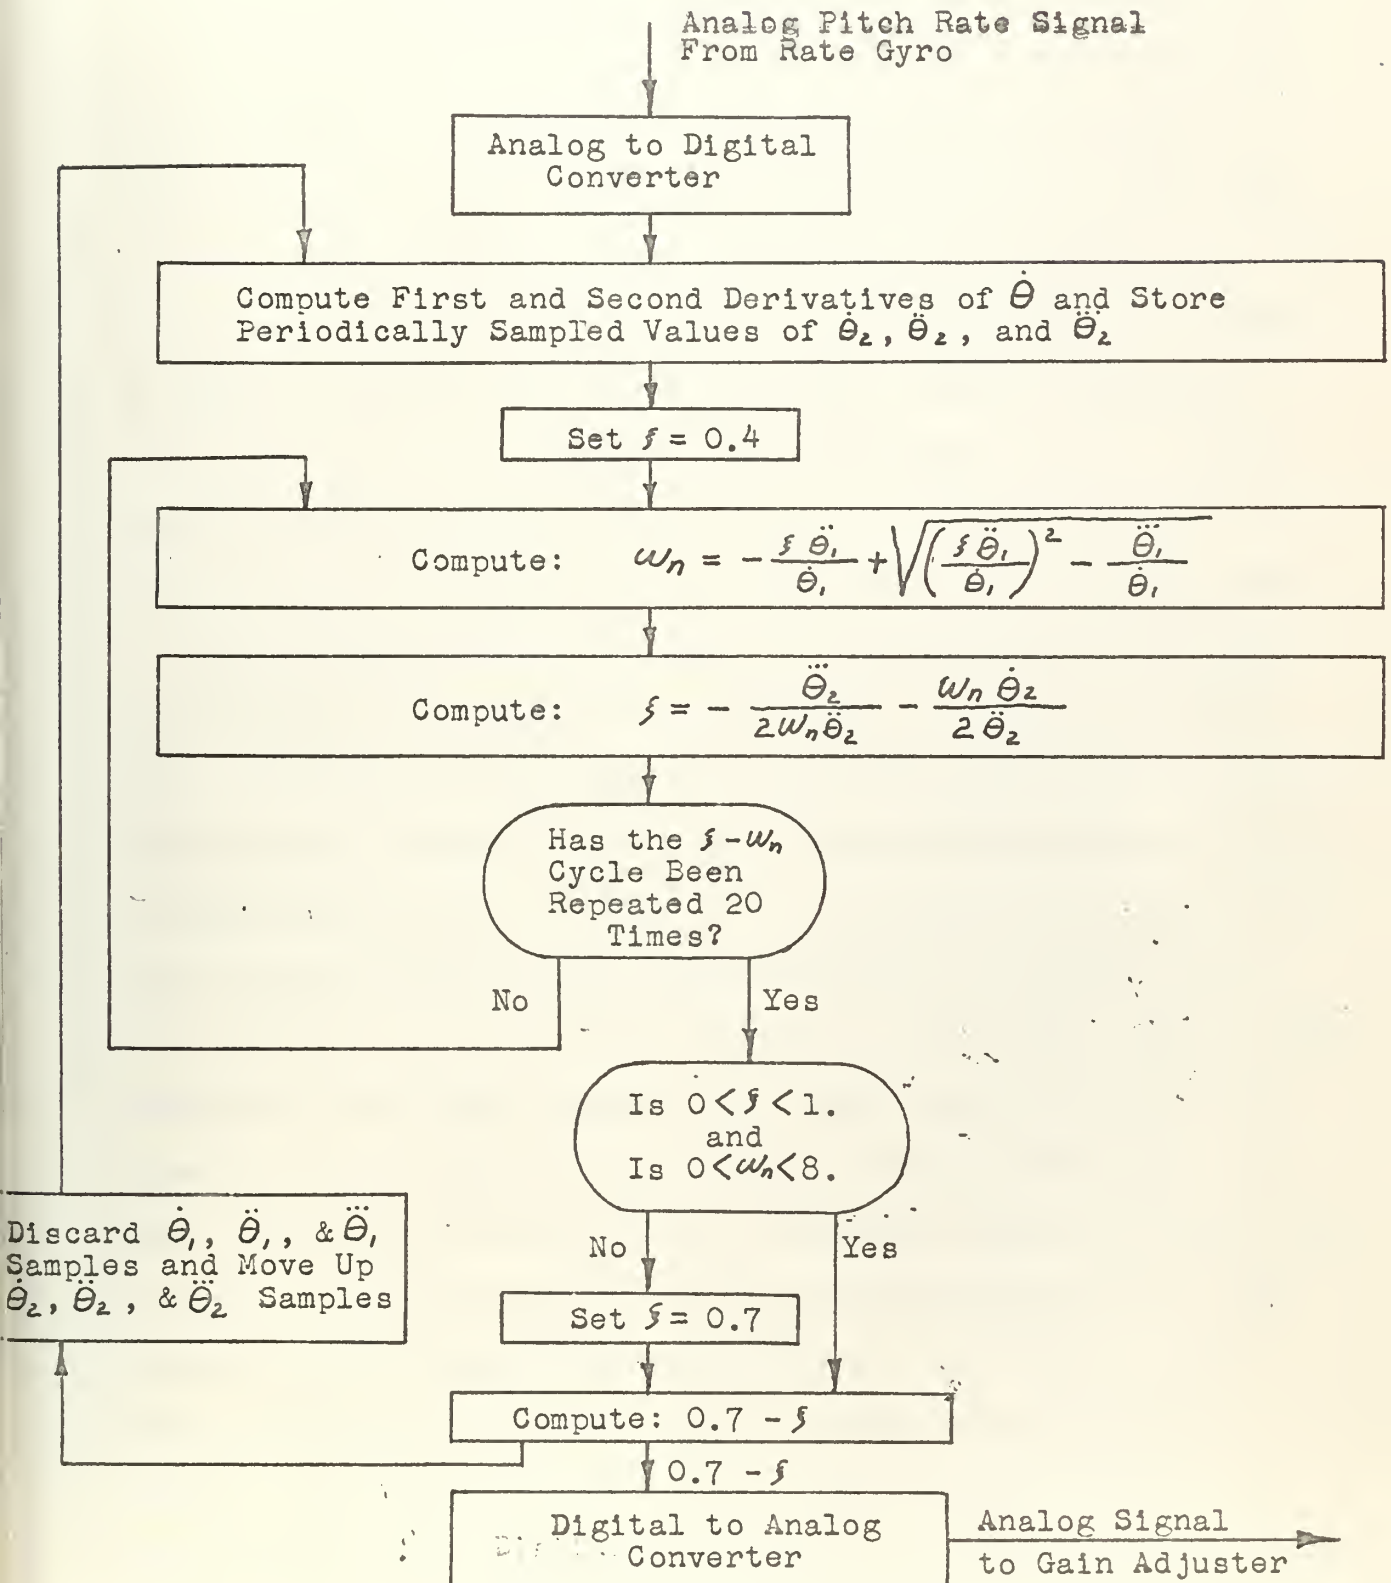 Analog Pitch Rate Signal
From Rate Gyro
Analog to Digital
Converter
Compute First and Second Derivatives of θ̇ and Store
Periodically Sampled Values of θ̇₂, θ̈₂, and θ⃛₂
Set ζ = 0.4
Compute: ωₙ = - ζ θ̈₁ / θ̇₁ + √( (ζ θ̈₁ / θ̇₁)² - θ⃛₁ / θ̇₁ )
Compute: ζ = - θ⃛₂ / 2ωₙθ̈₂ - ωₙ θ̇₂ / 2 θ̈₂
Has the ζ - ωₙ
Cycle Been
Repeated 20
Times?
No
Yes
Is 0 < ζ < 1.
and
Is 0 < ωₙ < 8.
No
Yes
Discard θ̇₁, θ̈₁, & θ⃛₁
Samples and Move Up
θ̇₂, θ̈₂, & θ⃛₂ Samples
Set ζ = 0.7
Compute: 0.7 - ζ
0.7 - ζ
Digital to Analog
Converter
Analog Signal
to Gain Adjuster